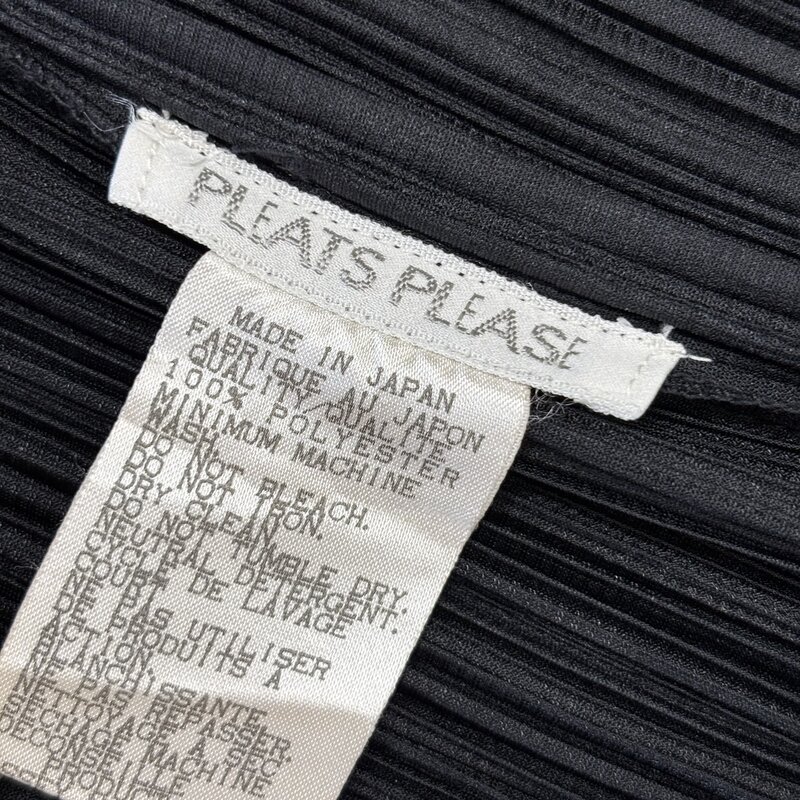 PLEATS PLEASE
MADE IN JAPAN
FABRIQUE AU JAPON
QUALITY/QUALITE
100% POLYESTER
MINIMUM MACHINE
WASH.
DO NOT BLEACH.
DO NOT IRON.
DRY CLEAN
DO NOT TUMBLE DRY.
NEUTRAL DETERGENT.
CYCLE DE LAVAGE
NE PAS UTILISER
DE PRODUITS A
ACTION
BLANCHISSANTE
NE PAS REPASSER.
NETTOYAGE A SEC
SECHAGE MACHINE
DECONSEILLE
PRODUIT